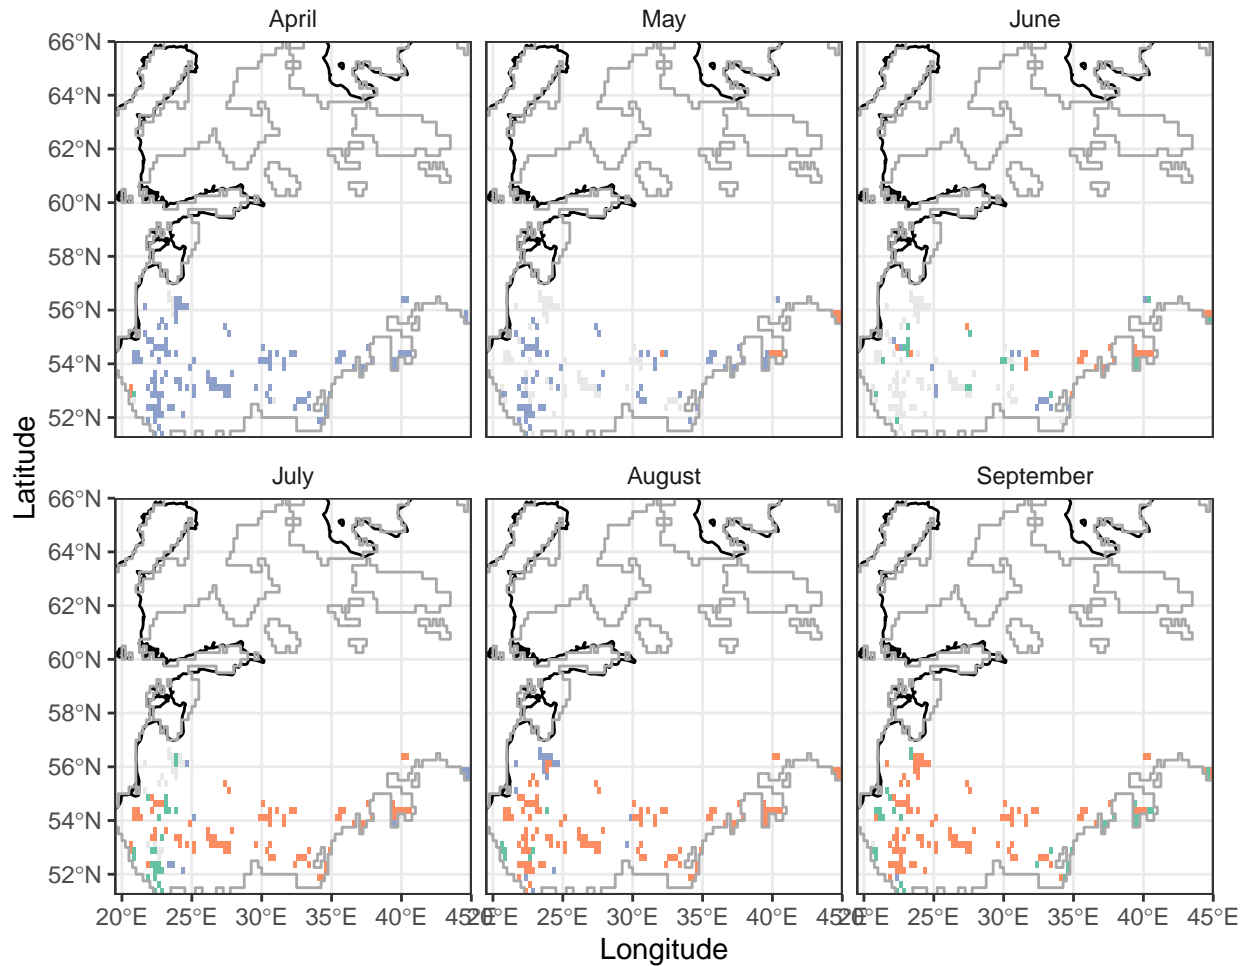 April May June
66°N
64°N
62°N
60°N
58°N
56°N
54°N
52°N
Latitude
July August September
66°N
64°N
62°N
60°N
58°N
56°N
54°N
52°N
20°E 25°E 30°E 35°E 40°E 45°E 20°E 25°E 30°E 35°E 40°E 45°E 20°E 25°E 30°E 35°E 40°E 45°E
Longitude